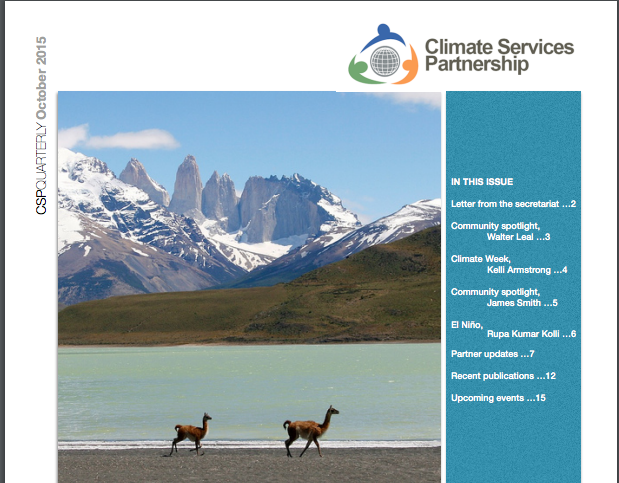 CSPQUARTERLY October 2015
Climate Services
Partnership
IN THIS ISSUE
Letter from the secretariat ...2
Community spotlight,
Walter Leal ...3
Climate Week,
Kelli Armstrong ...4
Community spotlight,
James Smith ...5
El Niño,
Rupa Kumar Kolli ...6
Partner updates ...7
Recent publications ...12
Upcoming events ...15